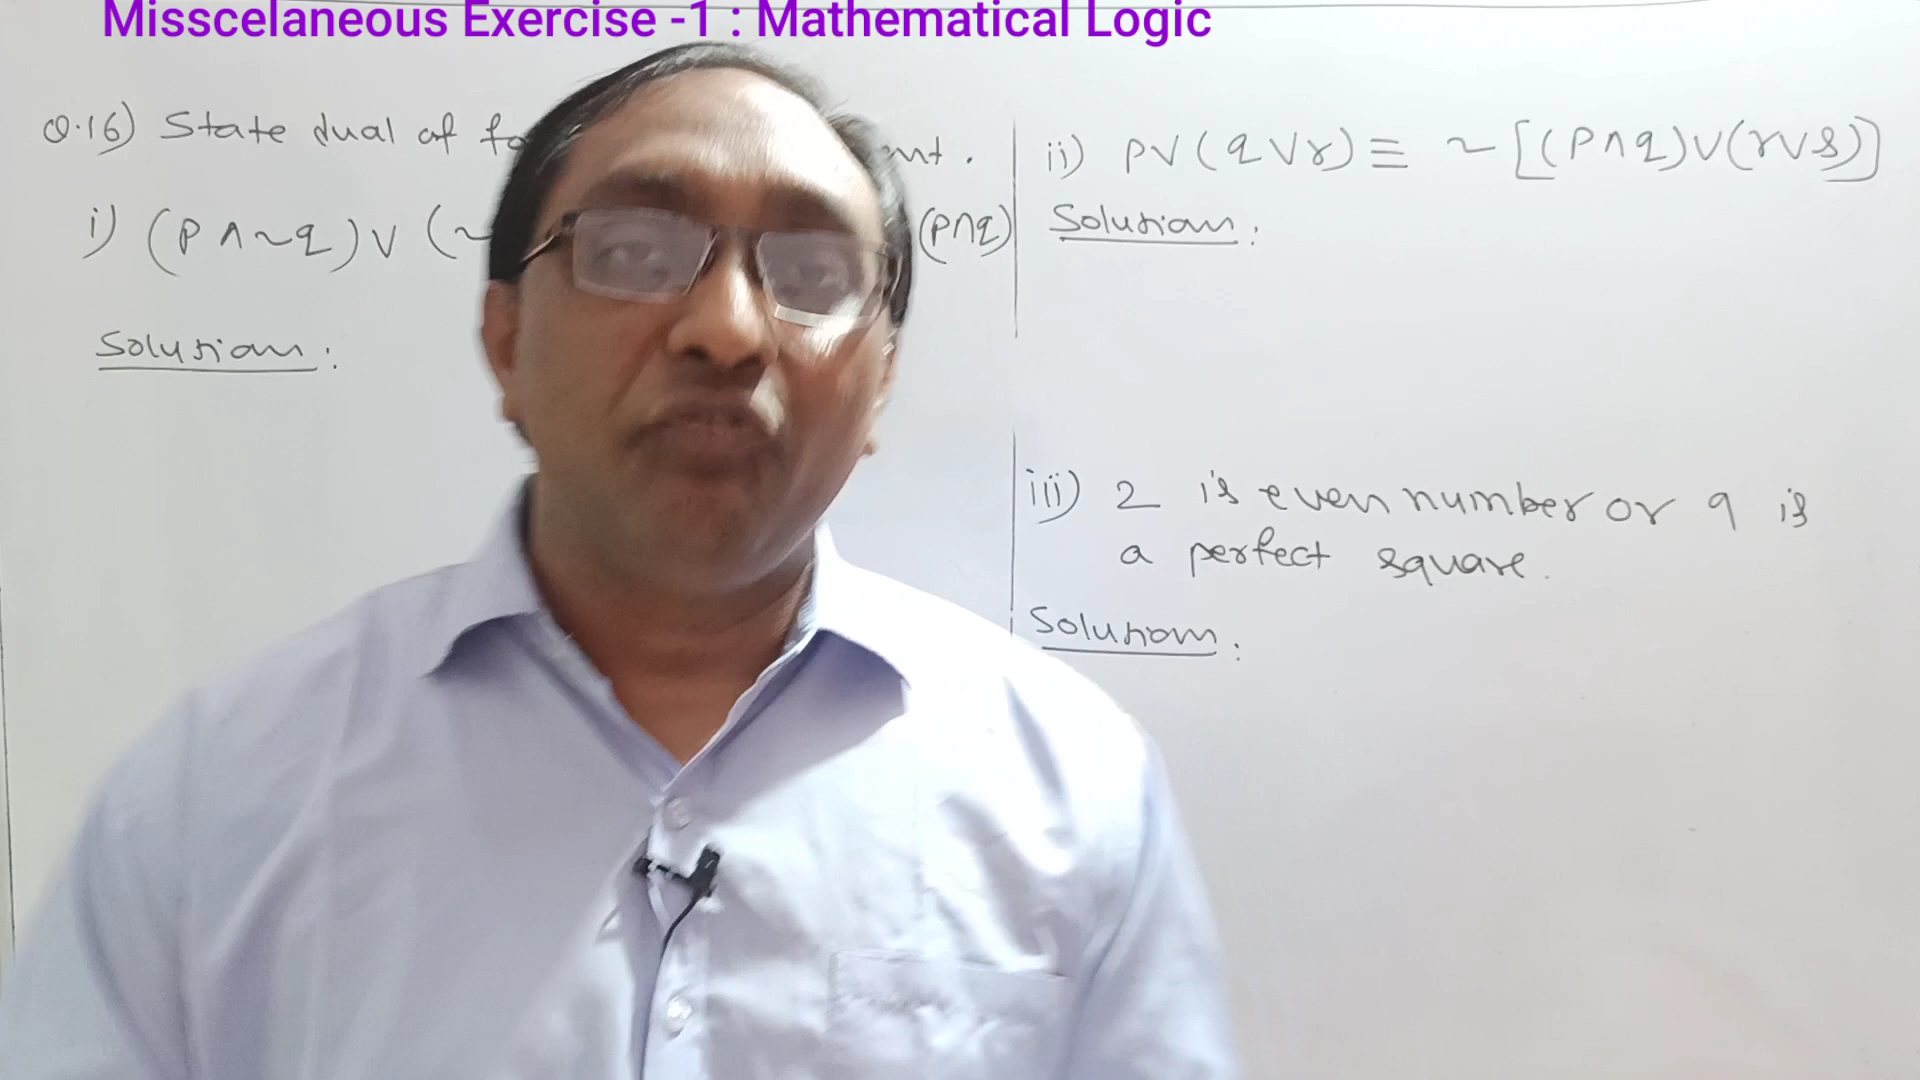 Misscelaneous Exercise -1 : Mathematical Logic
Q.16) State dual of
i) (p ∧ ~q) ∨ (~ (p∧q)
Solution :
ii) p∨(q∨r) ≡ ~[(p∧q)∨(r∨s)]
Solution :
iii) 2 is even number or 9 is
a perfect square.
Solution :